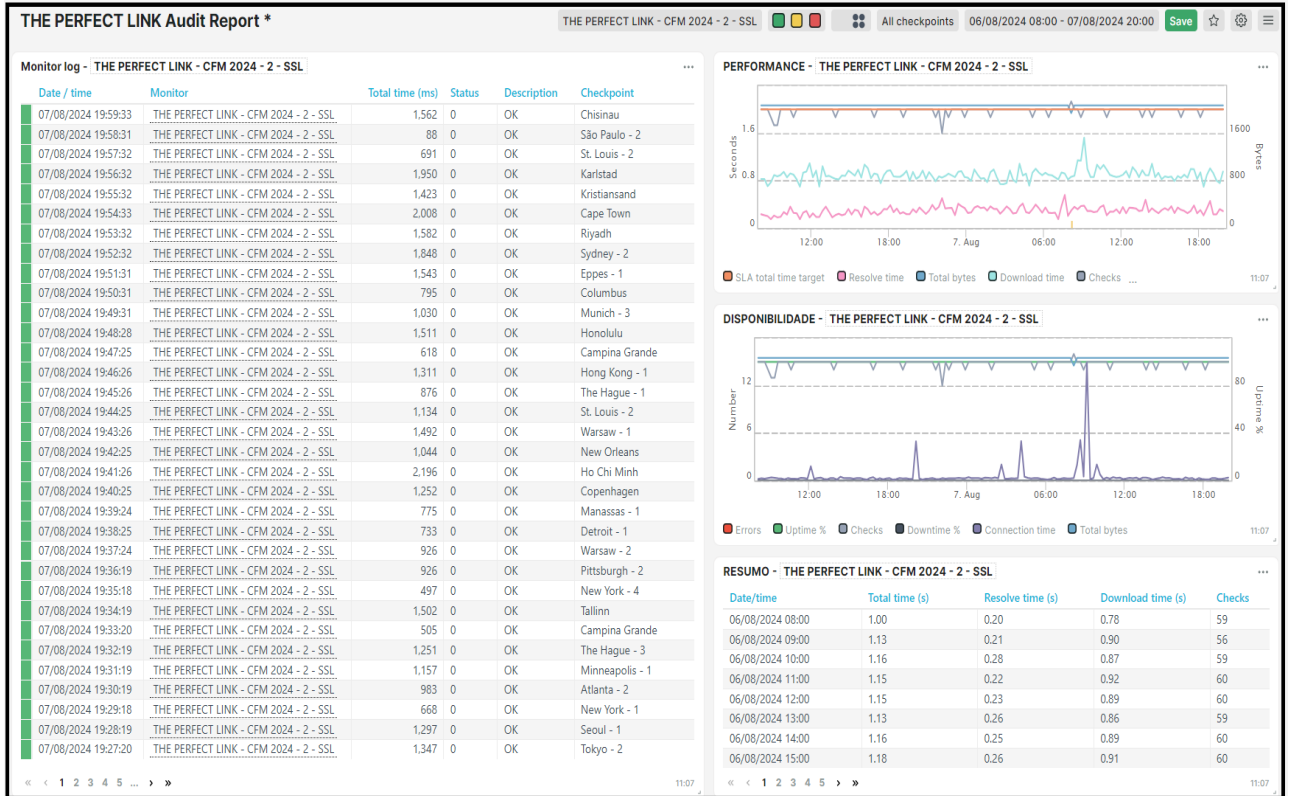 THE PERFECT LINK Audit Report *
THE PERFECT LINK - CFM 2024 - 2 - SSL All checkpoints 06/08/2024 08:00 - 07/08/2024 20:00 Save
Monitor log - THE PERFECT LINK - CFM 2024 - 2 - SSL ...
Date / time Monitor Total time (ms) Status Description Checkpoint
07/08/2024 19:59:33 THE PERFECT LINK - CFM 2024 - 2 - SSL 1,562 0 OK Chisinau
07/08/2024 19:58:31 THE PERFECT LINK - CFM 2024 - 2 - SSL 88 0 OK São Paulo - 2
07/08/2024 19:57:32 THE PERFECT LINK - CFM 2024 - 2 - SSL 691 0 OK St. Louis - 2
07/08/2024 19:56:32 THE PERFECT LINK - CFM 2024 - 2 - SSL 1,950 0 OK Karlstad
07/08/2024 19:55:32 THE PERFECT LINK - CFM 2024 - 2 - SSL 1,423 0 OK Kristiansand
07/08/2024 19:54:33 THE PERFECT LINK - CFM 2024 - 2 - SSL 2,008 0 OK Cape Town
07/08/2024 19:53:32 THE PERFECT LINK - CFM 2024 - 2 - SSL 1,582 0 OK Riyadh
07/08/2024 19:52:32 THE PERFECT LINK - CFM 2024 - 2 - SSL 1,848 0 OK Sydney - 2
07/08/2024 19:51:31 THE PERFECT LINK - CFM 2024 - 2 - SSL 1,543 0 OK Eppes - 1
07/08/2024 19:50:31 THE PERFECT LINK - CFM 2024 - 2 - SSL 795 0 OK Columbus
07/08/2024 19:49:31 THE PERFECT LINK - CFM 2024 - 2 - SSL 1,030 0 OK Munich - 3
07/08/2024 19:48:28 THE PERFECT LINK - CFM 2024 - 2 - SSL 1,511 0 OK Honolulu
07/08/2024 19:47:25 THE PERFECT LINK - CFM 2024 - 2 - SSL 618 0 OK Campina Grande
07/08/2024 19:46:26 THE PERFECT LINK - CFM 2024 - 2 - SSL 1,311 0 OK Hong Kong - 1
07/08/2024 19:45:26 THE PERFECT LINK - CFM 2024 - 2 - SSL 876 0 OK The Hague - 1
07/08/2024 19:44:25 THE PERFECT LINK - CFM 2024 - 2 - SSL 1,134 0 OK St. Louis - 2
07/08/2024 19:43:26 THE PERFECT LINK - CFM 2024 - 2 - SSL 1,492 0 OK Warsaw - 1
07/08/2024 19:42:25 THE PERFECT LINK - CFM 2024 - 2 - SSL 1,044 0 OK New Orleans
07/08/2024 19:41:26 THE PERFECT LINK - CFM 2024 - 2 - SSL 2,196 0 OK Ho Chi Minh
07/08/2024 19:40:25 THE PERFECT LINK - CFM 2024 - 2 - SSL 1,252 0 OK Copenhagen
07/08/2024 19:39:24 THE PERFECT LINK - CFM 2024 - 2 - SSL 775 0 OK Manassas - 1
07/08/2024 19:38:25 THE PERFECT LINK - CFM 2024 - 2 - SSL 733 0 OK Detroit - 1
07/08/2024 19:37:24 THE PERFECT LINK - CFM 2024 - 2 - SSL 926 0 OK Warsaw - 2
07/08/2024 19:36:19 THE PERFECT LINK - CFM 2024 - 2 - SSL 926 0 OK Pittsburgh - 2
07/08/2024 19:35:18 THE PERFECT LINK - CFM 2024 - 2 - SSL 497 0 OK New York - 4
07/08/2024 19:34:19 THE PERFECT LINK - CFM 2024 - 2 - SSL 1,502 0 OK Tallinn
07/08/2024 19:33:20 THE PERFECT LINK - CFM 2024 - 2 - SSL 505 0 OK Campina Grande
07/08/2024 19:32:19 THE PERFECT LINK - CFM 2024 - 2 - SSL 1,251 0 OK The Hague - 3
07/08/2024 19:31:19 THE PERFECT LINK - CFM 2024 - 2 - SSL 1,157 0 OK Minneapolis - 1
07/08/2024 19:30:19 THE PERFECT LINK - CFM 2024 - 2 - SSL 983 0 OK Atlanta - 2
07/08/2024 19:29:18 THE PERFECT LINK - CFM 2024 - 2 - SSL 668 0 OK New York - 1
07/08/2024 19:28:19 THE PERFECT LINK - CFM 2024 - 2 - SSL 1,297 0 OK Seoul - 1
07/08/2024 19:27:20 THE PERFECT LINK - CFM 2024 - 2 - SSL 1,347 0 OK Tokyo - 2
« ‹ 1 2 3 4 5 ... › » 11:07
PERFORMANCE - THE PERFECT LINK - CFM 2024 - 2 - SSL ...
1.6 1600
Seconds Bytes
0.8 800
0 0
12:00 18:00 7. Aug 06:00 12:00 18:00
SLA total time target Resolve time Total bytes Download time Checks ... 11:07
DISPONIBILIDADE - THE PERFECT LINK - CFM 2024 - 2 - SSL ...
12 80
Number Uptime %
6 40
0 0
12:00 18:00 7. Aug 06:00 12:00 18:00
Errors Uptime % Checks Downtime % Connection time Total bytes 11:07
RESUMO - THE PERFECT LINK - CFM 2024 - 2 - SSL ...
Date/time Total time (s) Resolve time (s) Download time (s) Checks
06/08/2024 08:00 1.00 0.20 0.78 59
06/08/2024 09:00 1.13 0.21 0.90 56
06/08/2024 10:00 1.16 0.28 0.87 59
06/08/2024 11:00 1.15 0.22 0.92 60
06/08/2024 12:00 1.15 0.23 0.89 60
06/08/2024 13:00 1.13 0.26 0.86 59
06/08/2024 14:00 1.16 0.25 0.89 60
06/08/2024 15:00 1.18 0.26 0.91 60
« ‹ 1 2 3 4 5 › » 11:07